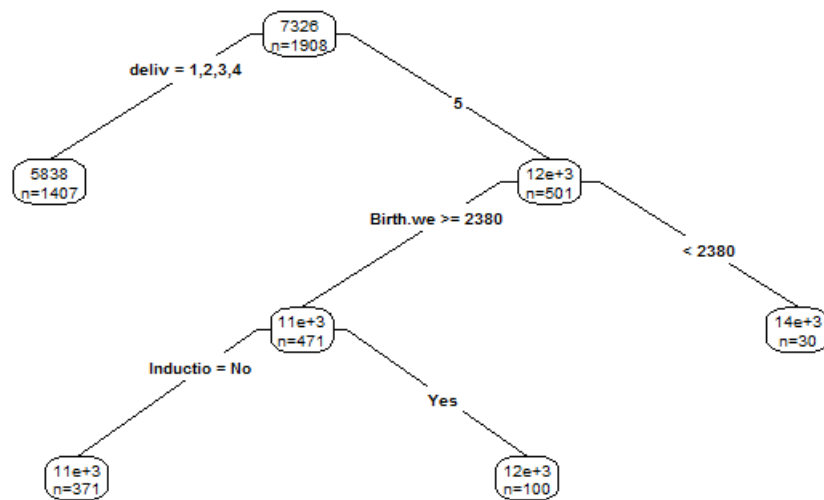 7326
n=1908
deliv = 1,2,3,4
5
5838
n=1407
12e+3
n=501
Birth.we >= 2380
< 2380
11e+3
n=471
14e+3
n=30
Inductio = No
Yes
11e+3
n=371
12e+3
n=100